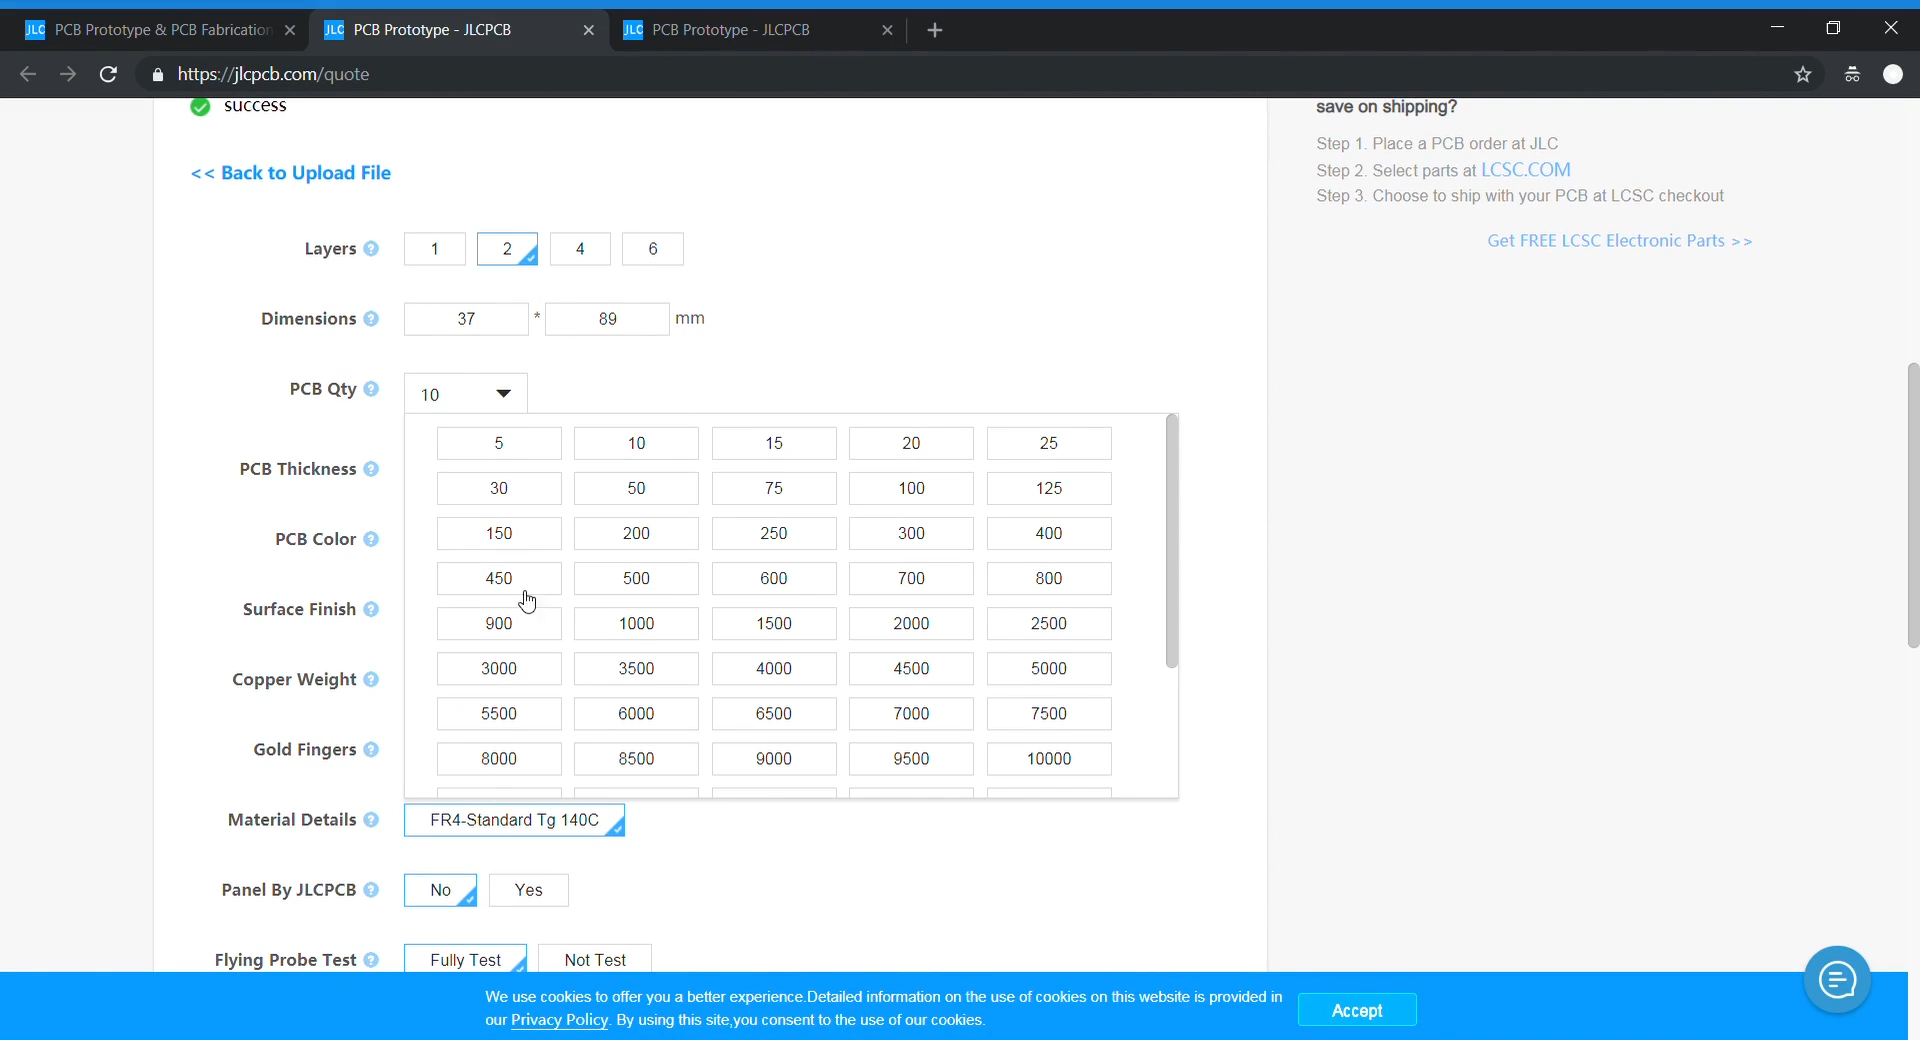 JLC PCB Prototype & PCB Fabrication
JLC PCB Prototype - JLCPCB
JLC PCB Prototype - JLCPCB
https://jlcpcb.com/quote
success
<< Back to Upload File
Layers ? 1 2 4 6
Dimensions ? 37 * 89 mm
PCB Qty ? 10
5 10 15 20 25
PCB Thickness ?
30 50 75 100 125
150 200 250 300 400
PCB Color ?
450 500 600 700 800
Surface Finish ?
900 1000 1500 2000 2500
3000 3500 4000 4500 5000
Copper Weight ?
5500 6000 6500 7000 7500
Gold Fingers ?
8000 8500 9000 9500 10000
Material Details ? FR4-Standard Tg 140C
Panel By JLCPCB ? No Yes
Flying Probe Test ? Fully Test Not Test
save on shipping?
Step 1. Place a PCB order at JLC
Step 2. Select parts at LCSC.COM
Step 3. Choose to ship with your PCB at LCSC checkout
Get FREE LCSC Electronic Parts >>
We use cookies to offer you a better experience.Detailed information on the use of cookies on this website is provided in
our Privacy Policy. By using this site,you consent to the use of our cookies.
Accept